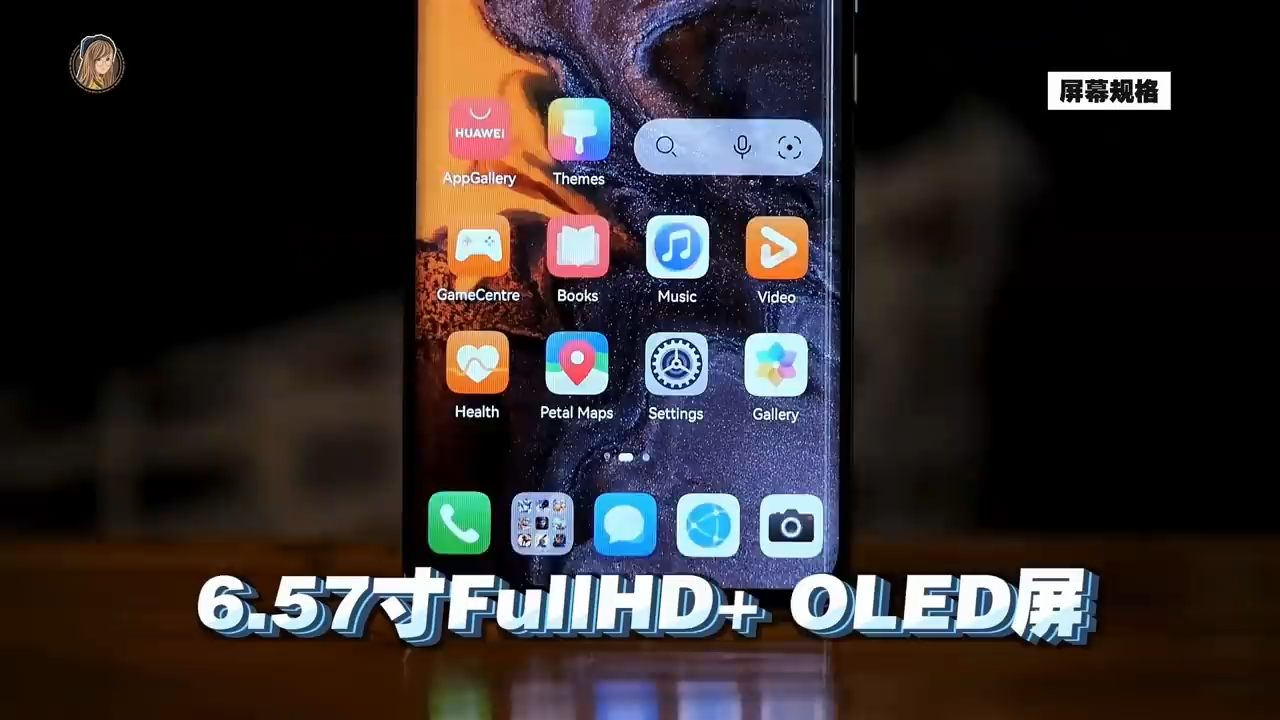 屏幕规格
HUAWEI
AppGallery
Themes
GameCentre
Books
Music
Video
Health
Petal Maps
Settings
Gallery
6.57寸FullHD+ OLED屏